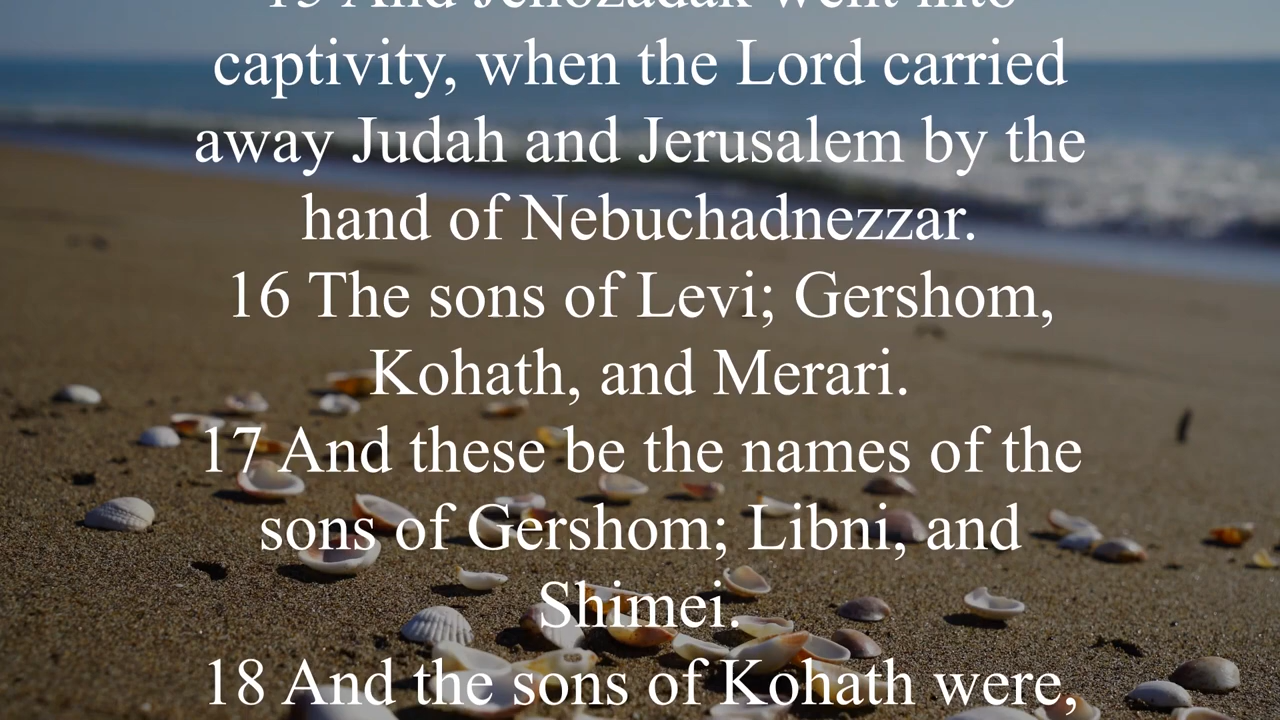 15 And Jehozadak went into
captivity, when the Lord carried
away Judah and Jerusalem by the
hand of Nebuchadnezzar.
16 The sons of Levi; Gershom,
Kohath, and Merari.
17 And these be the names of the
sons of Gershom; Libni, and
Shimei.
18 And the sons of Kohath were,